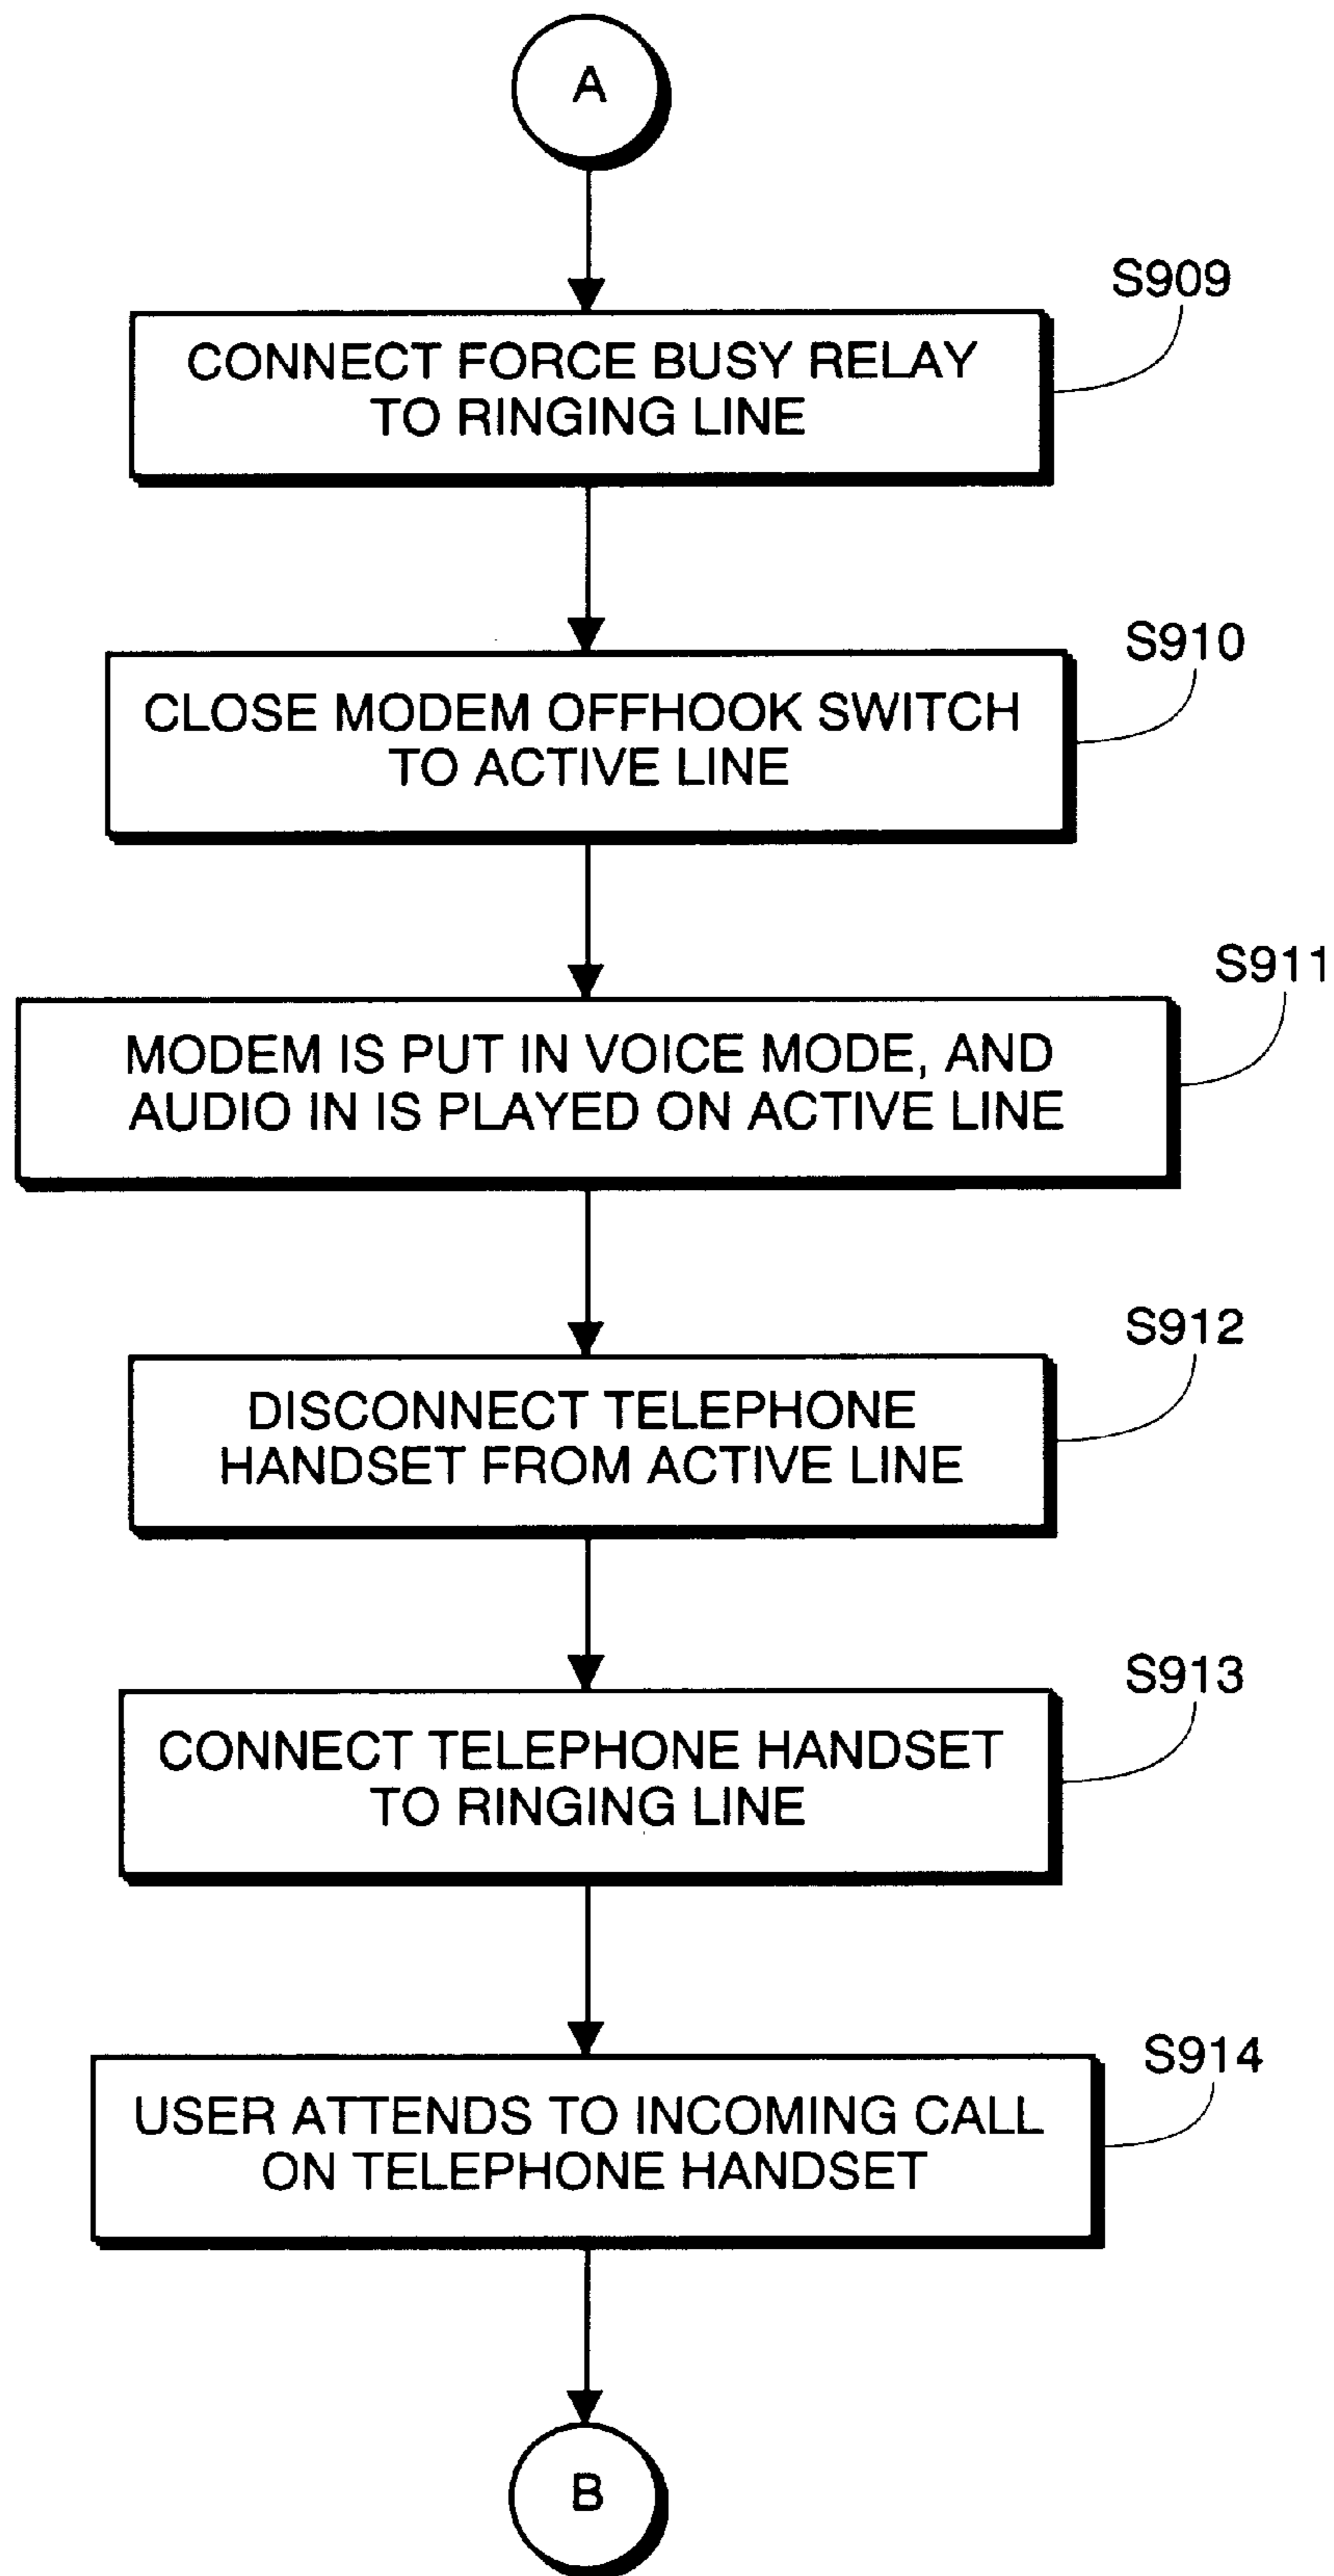 A
S909
CONNECT FORCE BUSY RELAY
TO RINGING LINE
S910
CLOSE MODEM OFFHOOK SWITCH
TO ACTIVE LINE
S911
MODEM IS PUT IN VOICE MODE, AND
AUDIO IN IS PLAYED ON ACTIVE LINE
S912
DISCONNECT TELEPHONE
HANDSET FROM ACTIVE LINE
S913
CONNECT TELEPHONE HANDSET
TO RINGING LINE
S914
USER ATTENDS TO INCOMING CALL
ON TELEPHONE HANDSET
B